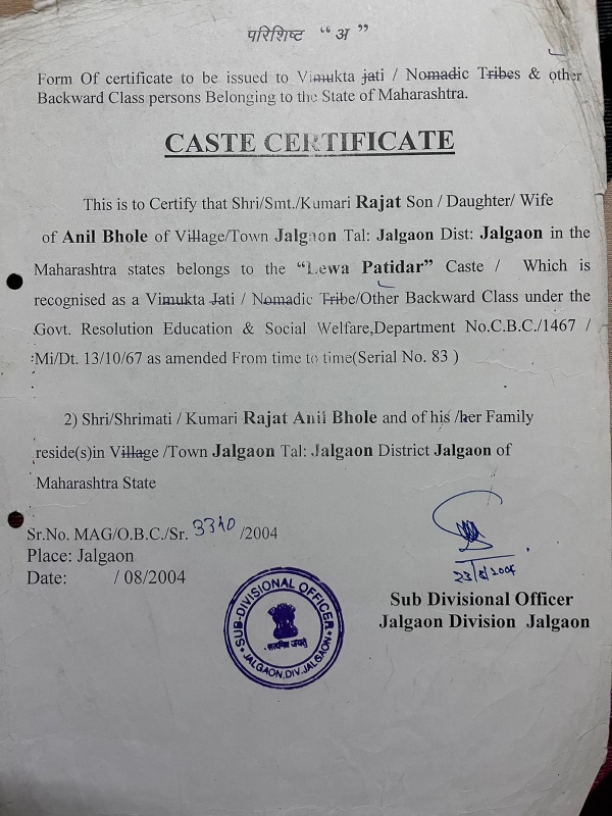 परिशिष्ट “अ”
Form Of certificate to be issued to Vimukta jati / Nomadic Tribes & other
Backward Class persons Belonging to the State of Maharashtra.
CASTE CERTIFICATE
This is to Certify that Shri/Smt./Kumari Rajat Son / Daughter/ Wife
of Anil Bhole of Village/Town Jalgaon Tal: Jalgaon Dist: Jalgaon in the
Maharashtra states belongs to the “Lewa Patidar” Caste / Which is
recognised as a Vimukta Jati / Nomadic Tribe/Other Backward Class under the
Govt. Resolution Education & Social Welfare,Department No.C.B.C./1467 /
Mi/Dt. 13/10/67 as amended From time to time(Serial No. 83 )
2) Shri/Shrimati / Kumari Rajat Anil Bhole and of his /her Family
reside(s)in Village /Town Jalgaon Tal: Jalgaon District Jalgaon of
Maharashtra State
Sr.No. MAG/O.B.C./Sr. 3340 /2004
Place: Jalgaon
Date: / 08/2004
23/8/2004
Sub Divisional Officer
Jalgaon Division Jalgaon
SUB-DIVISIONAL OFFICER
सत्यमेव जयते
JALGAON.DIV.JALGAON